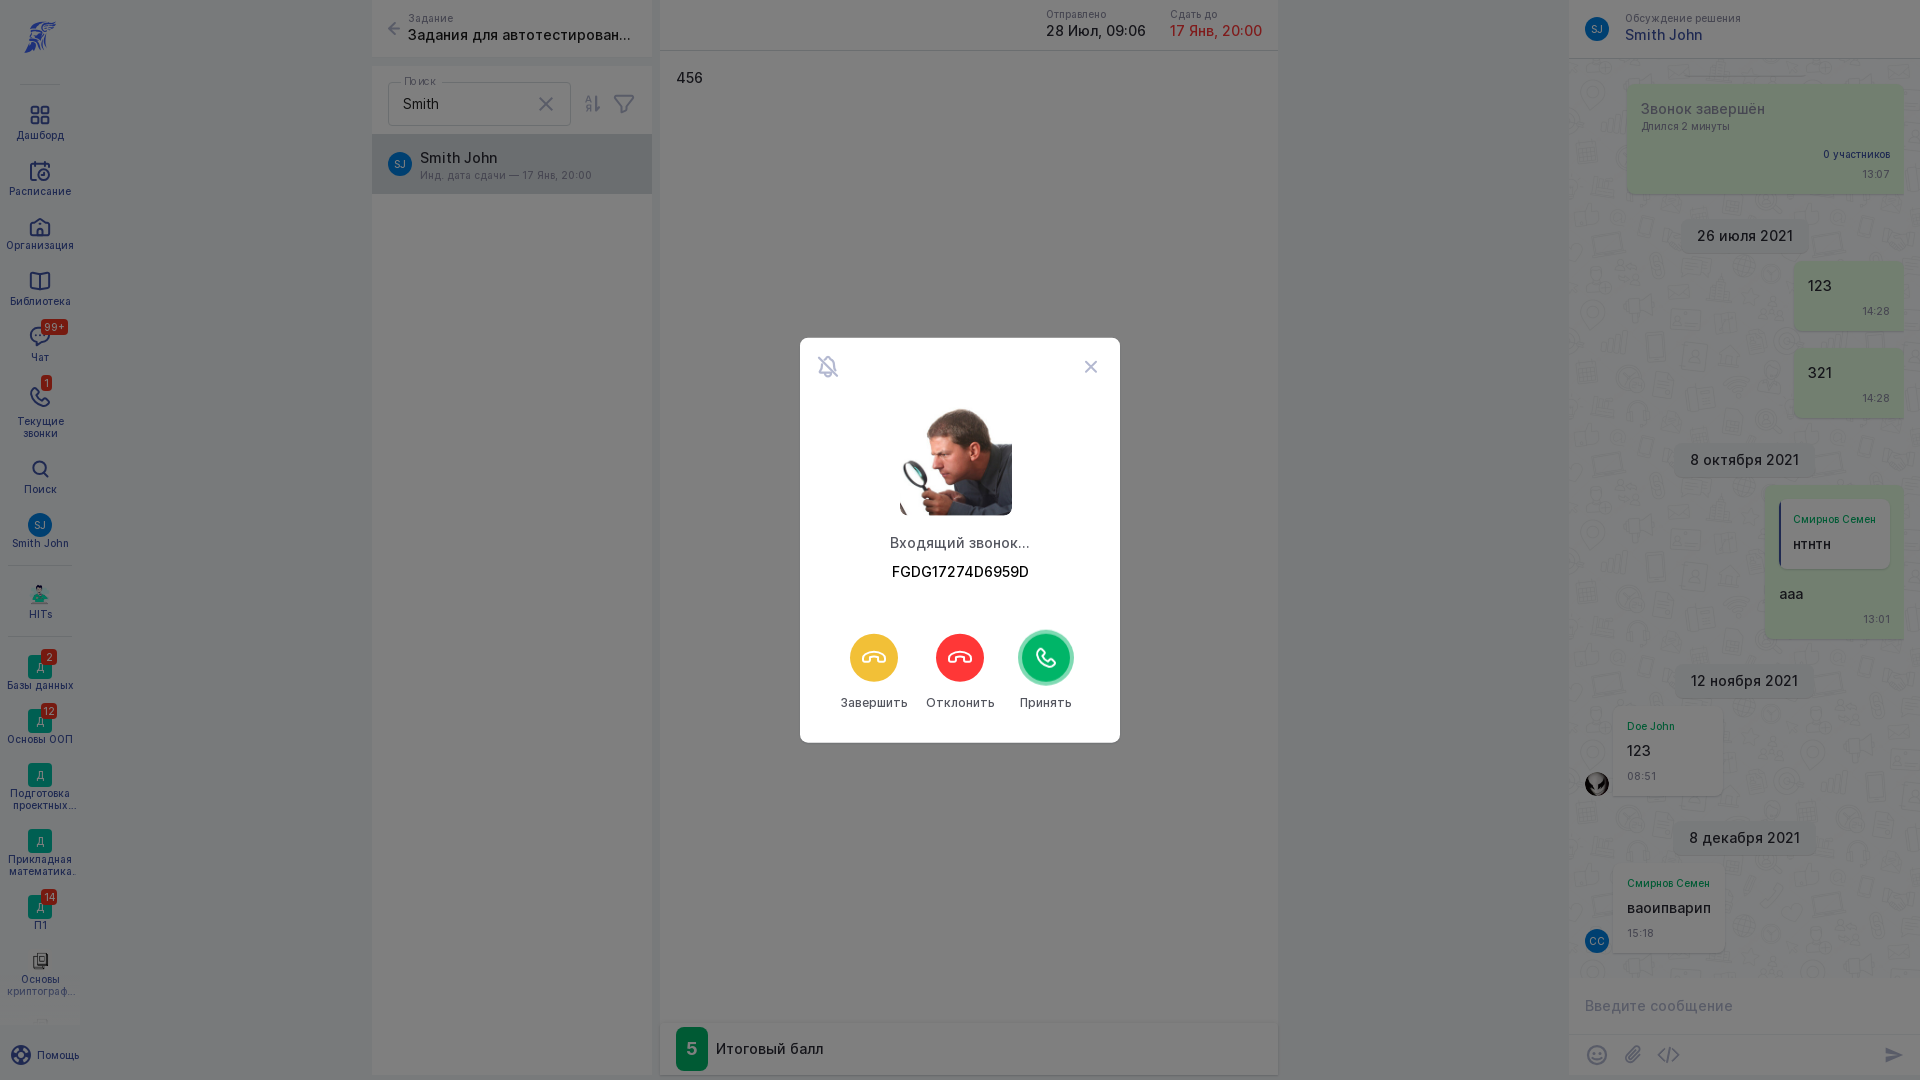 Дашборд
Расписание
Организация
Библиотека
99+
Чат
1
Текущие
звонки
Поиск
SJ
Smith John
HITs
2
Д
Базы данных
12
Д
Основы ООП
Д
Подготовка
проектных...
Д
Прикладная
математика.
14
Д
П1
Основы
криптограф...
Помощь
Задание
Задания для автотестирован...
Поиск
Smith
А
Я
SJ
Smith John
Инд. дата сдачи — 17 Янв, 20:00
Отправлено
28 Июл, 09:06
Сдать до
17 Янв, 20:00
456
5
Итоговый балл
Входящий звонок...
FGDG17274D6959D
Завершить
Отклонить
Принять
SJ
Обсуждение решения
Smith John
Звонок завершён
Длился 2 минуты
0 участников
13:07
26 июля 2021
123
14:28
321
14:28
8 октября 2021
Смирнов Семен
нтнтн
ааа
13:01
12 ноября 2021
Doe John
123
08:51
8 декабря 2021
Смирнов Семен
ваоипварип
15:18
СС
Введите сообщение